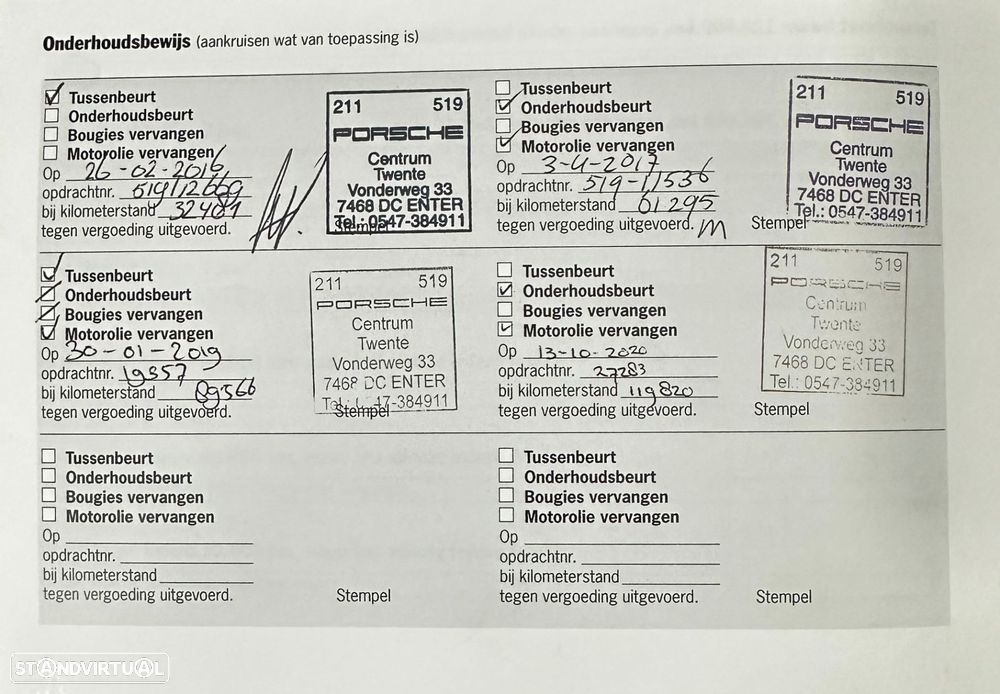 Onderhoudsbewijs (aankruisen wat van toepassing is)
Tussenbeurt
Onderhoudsbeurt
Bougies vervangen
Motorolie vervangen
Op 26-02-2016
opdrachtnr. 519/12669
bij kilometerstand 32481
tegen vergoeding uitgevoerd.
211 519
PORSCHE
Centrum
Twente
Vonderweg 33
7468 DC ENTER
Tel.: 0547-384911
Stempel
Tussenbeurt
Onderhoudsbeurt
Bougies vervangen
Motorolie vervangen
Op 3-4-2017
opdrachtnr. 519-11536
bij kilometerstand 61295
tegen vergoeding uitgevoerd.
211 519
PORSCHE
Centrum
Twente
Vonderweg 33
7468 DC ENTER
Tel.: 0547-384911
Stempel
Tussenbeurt
Onderhoudsbeurt
Bougies vervangen
Motorolie vervangen
Op 30-01-2019
opdrachtnr. 19357
bij kilometerstand 89566
tegen vergoeding uitgevoerd.
211 519
PORSCHE
Centrum
Twente
Vonderweg 33
7468 DC ENTER
Tel.: 0547-384911
Stempel
Tussenbeurt
Onderhoudsbeurt
Bougies vervangen
Motorolie vervangen
Op 13-10-2020
opdrachtnr. 27283
bij kilometerstand 119820
tegen vergoeding uitgevoerd.
211 519
PORSCHE
Centrum
Twente
Vonderweg 33
7468 DC ENTER
Tel.: 0547-384911
Stempel
Tussenbeurt
Onderhoudsbeurt
Bougies vervangen
Motorolie vervangen
Op
opdrachtnr.
bij kilometerstand
tegen vergoeding uitgevoerd.
Stempel
Tussenbeurt
Onderhoudsbeurt
Bougies vervangen
Motorolie vervangen
Op
opdrachtnr.
bij kilometerstand
tegen vergoeding uitgevoerd.
Stempel
STANDVIRTUAL